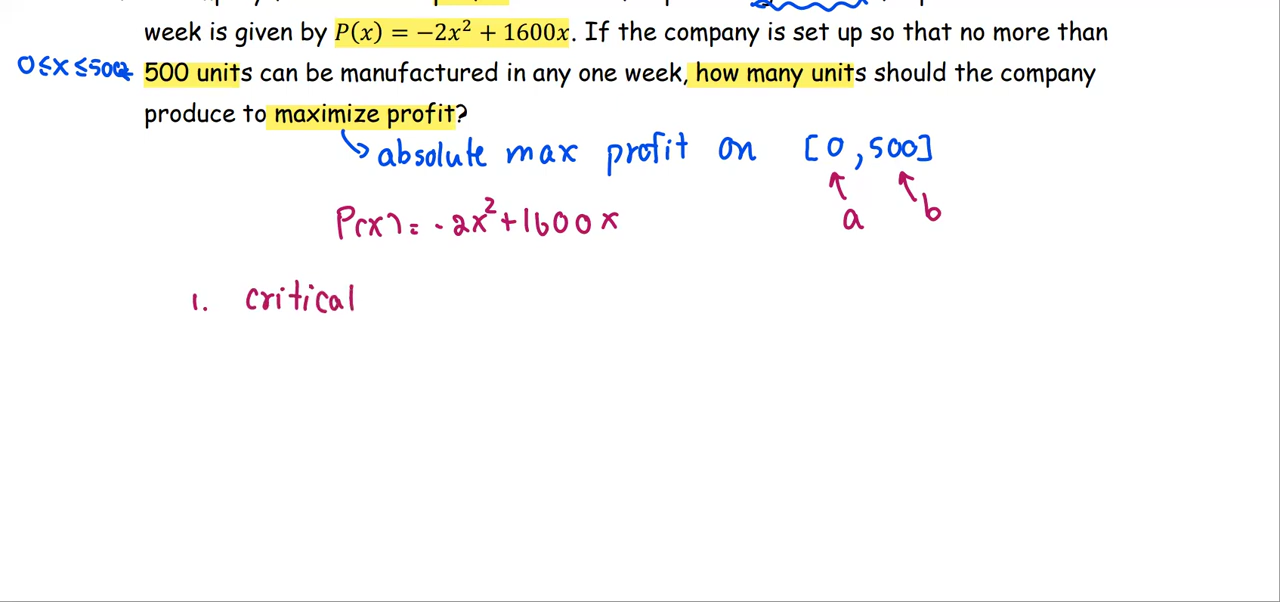 week is given by P(x) = −2x² + 1600x. If the company is set up so that no more than
0≤x≤500
500 units can be manufactured in any one week, how many units should the company
produce to maximize profit?
absolute max profit on [0,500]
P(x) = -2x²+1600x
a
b
1. critical